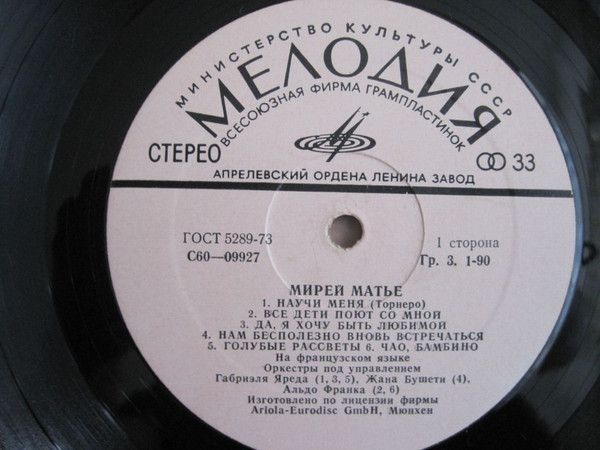 МИНИСТЕРСТВО КУЛЬТУРЫ СССР
МЕЛОДИЯ
ВСЕСОЮЗНАЯ ФИРМА ГРАМПЛАСТИНОК
СТЕРЕО
33
АПРЕЛЕВСКИЙ ОРДЕНА ЛЕНИНА ЗАВОД
ГОСТ 5289-73
1 сторона
С60—09927
Гр. 3. 1-90
МИРЕЙ МАТЬЕ
1. НАУЧИ МЕНЯ (Торнеро)
2. ВСЕ ДЕТИ ПОЮТ СО МНОЙ
3. ДА, Я ХОЧУ БЫТЬ ЛЮБИМОЙ
4. НАМ БЕСПОЛЕЗНО ВНОВЬ ВСТРЕЧАТЬСЯ
5. ГОЛУБЫЕ РАССВЕТЫ 6. ЧАО, БАМБИНО
На французском языке
Оркестры под управлением
Габриэля Яреда (1, 3, 5), Жана Бушети (4),
Альдо Франка (2, 6)
Изготовлено по лицензии фирмы
Ariola-Eurodisc GmbH, Мюнхен